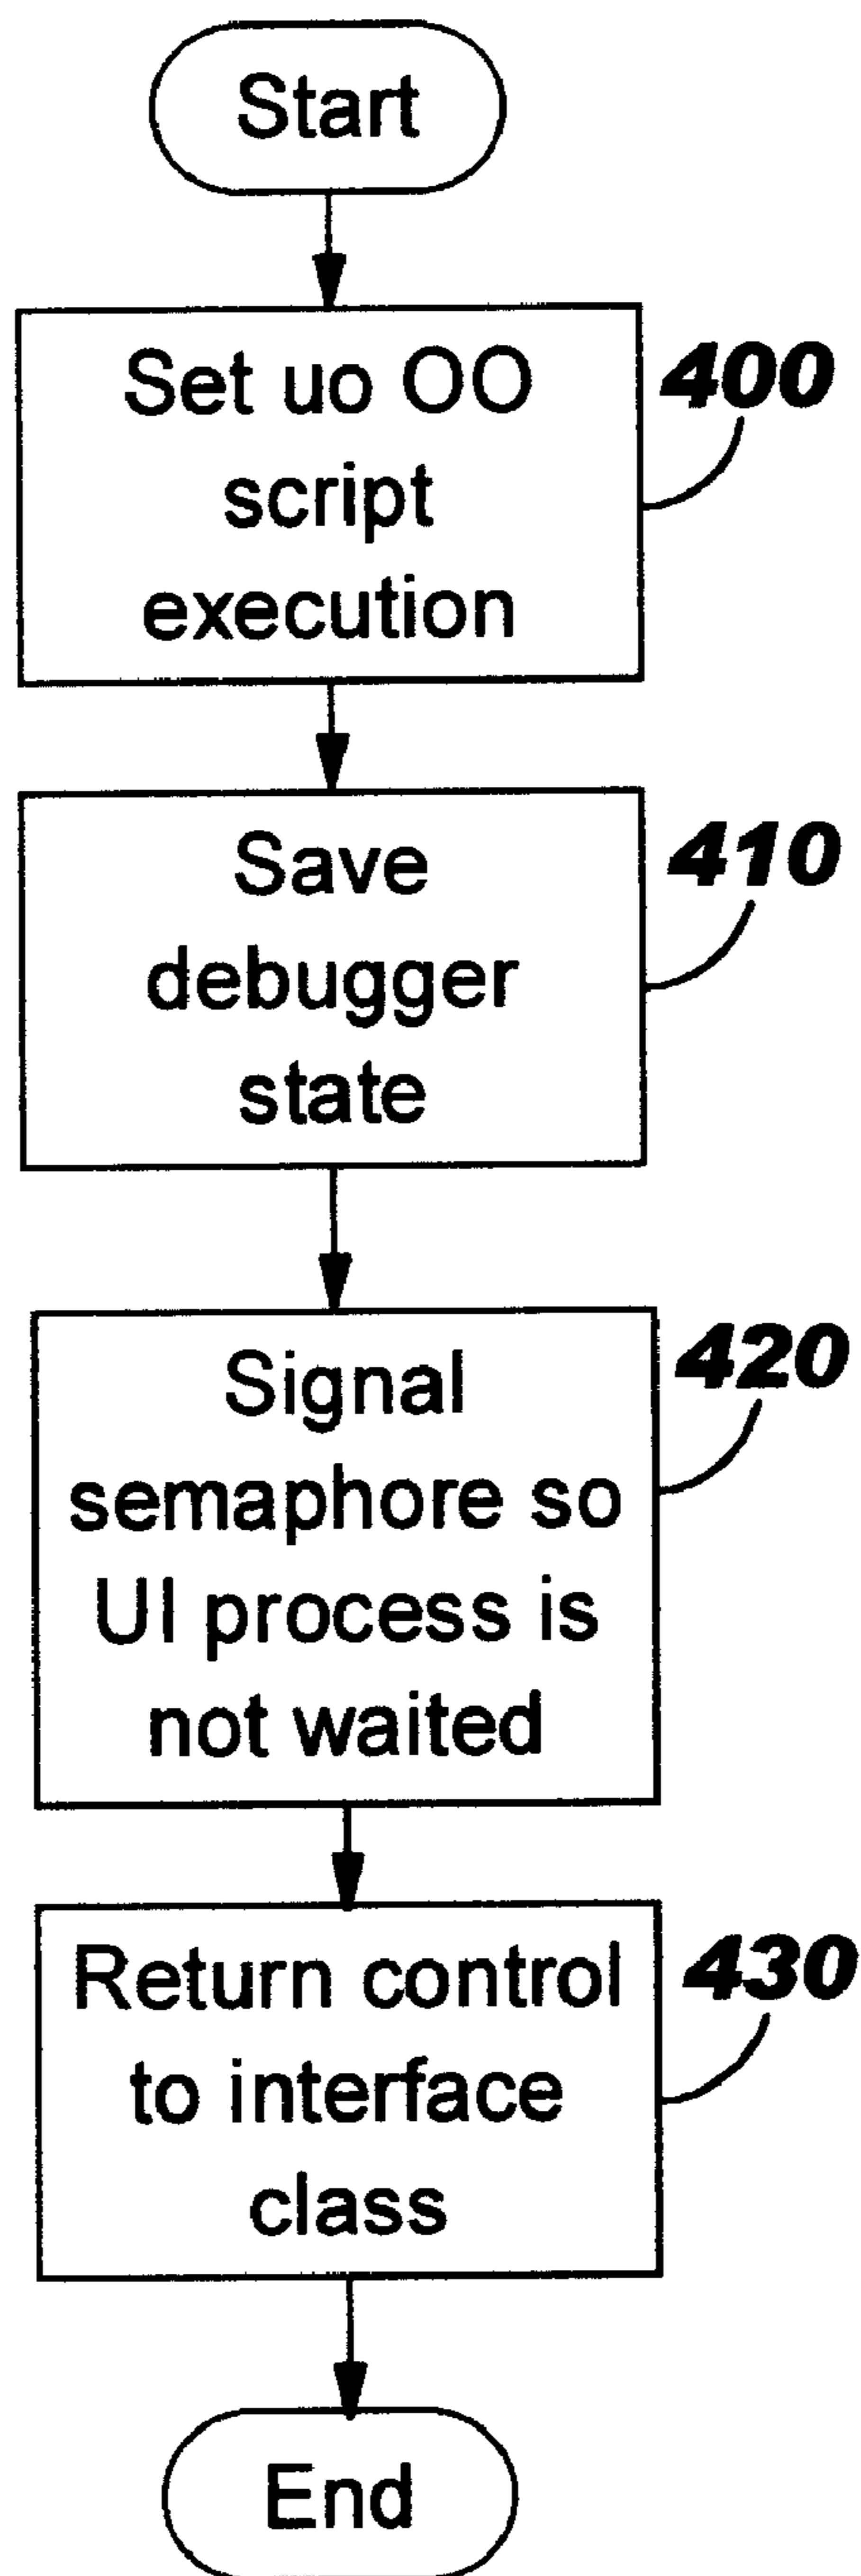 Start
Set uo OO
script
execution
400
Save
debugger
state
410
Signal
semaphore so
UI process is
not waited
420
Return control
to interface
class
430
End